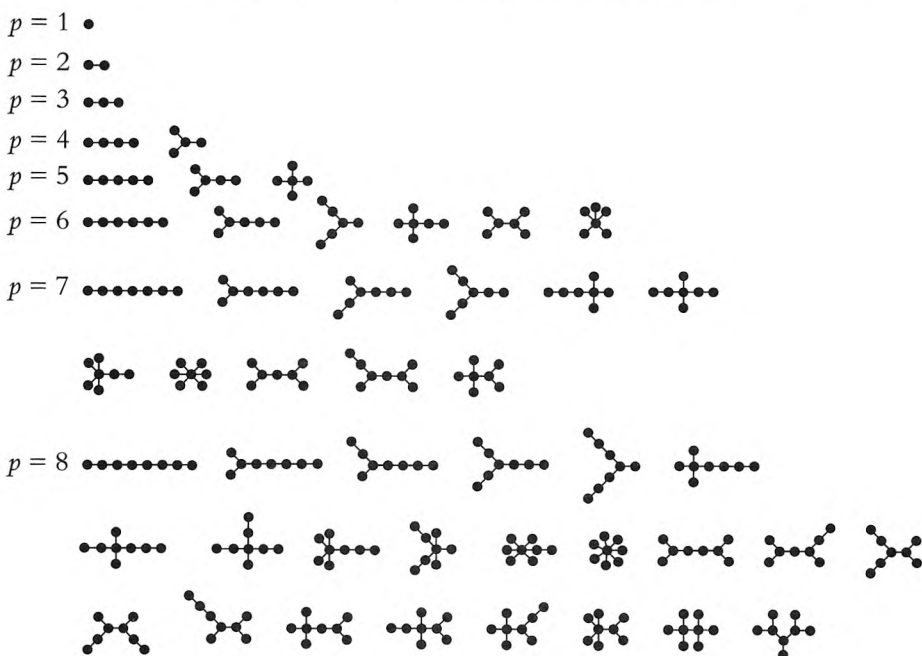 p = 1
p = 2
p = 3
p = 4
p = 5
p = 6
p = 7
p = 8